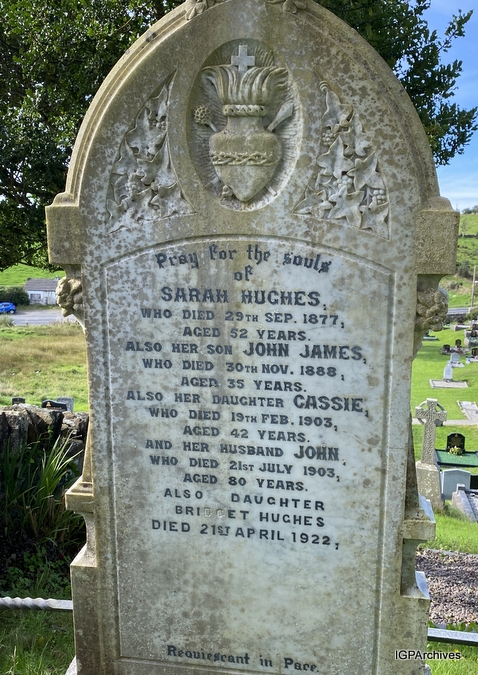 Pray for the souls
of
SARAH HUGHES,
WHO DIED 29TH SEP. 1877,
AGED 52 YEARS.
ALSO HER SON JOHN JAMES,
WHO DIED 30TH NOV. 1888,
AGED 35 YEARS.
ALSO HER DAUGHTER CASSIE,
WHO DIED 19TH FEB. 1903,
AGED 42 YEARS.
AND HER HUSBAND JOHN
WHO DIED 21ST JULY 1903,
AGED 80 YEARS.
ALSO DAUGHTER
BRIDGET HUGHES
DIED 21ST APRIL 1922,
Requiescant in Pace.
IGPArchives